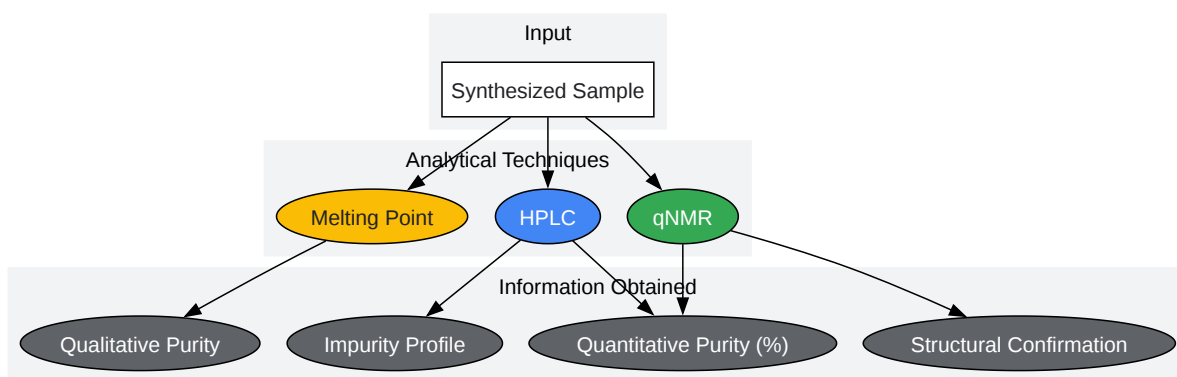 Input
Synthesized Sample
Analytical Techniques
Melting Point
HPLC
qNMR
Information Obtained
Qualitative Purity
Impurity Profile
Quantitative Purity (%)
Structural Confirmation